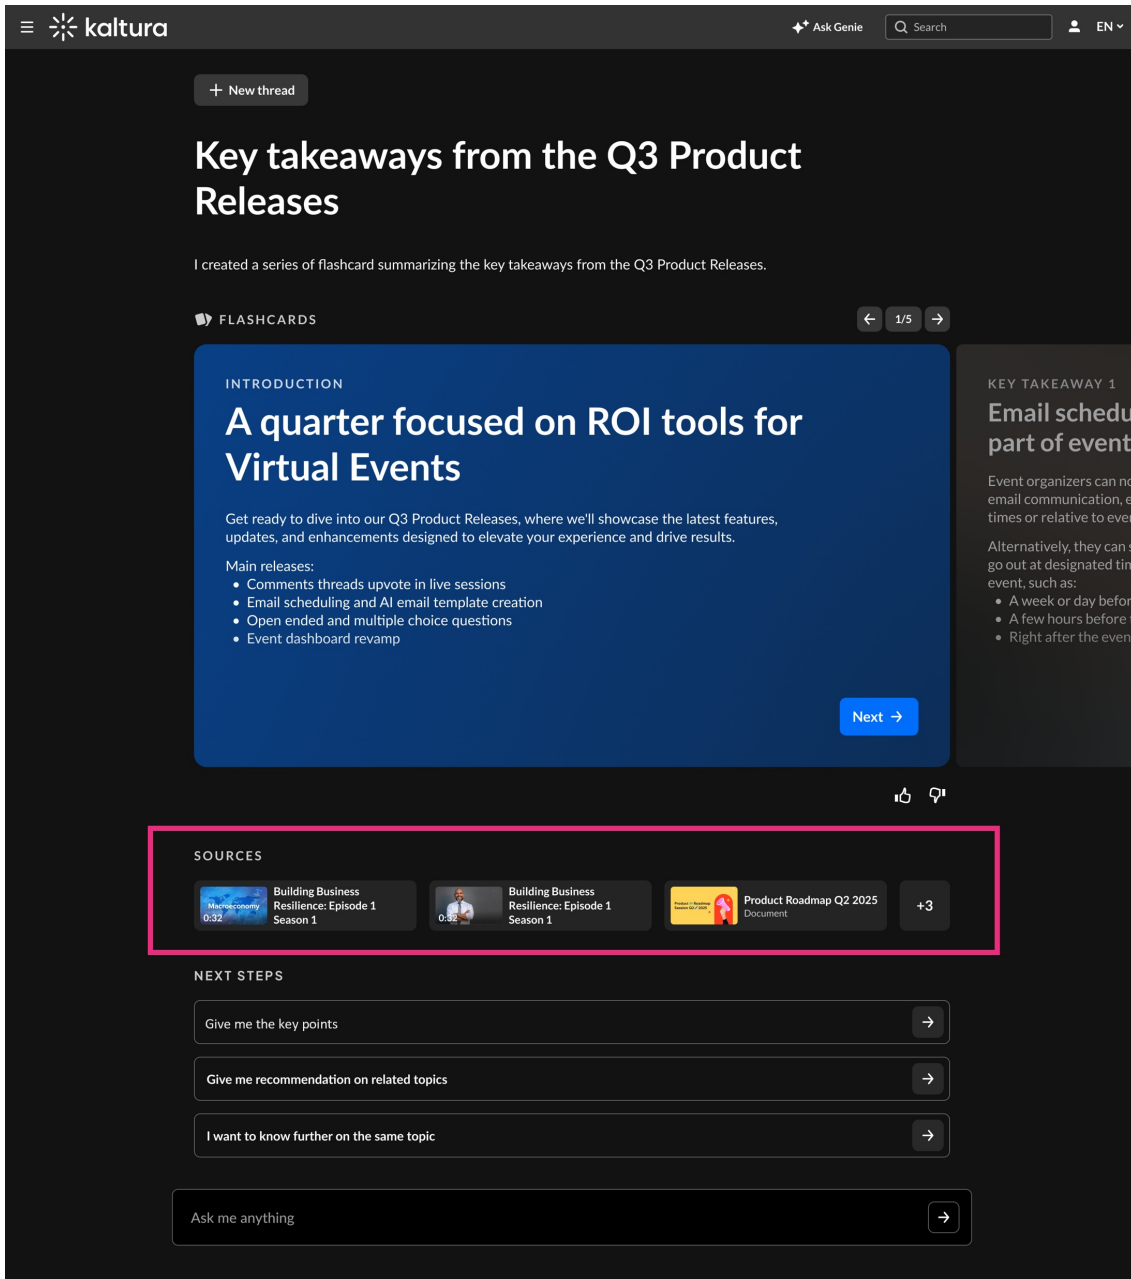 kaltura
Ask Genie
Search
EN
New thread
Key takeaways from the Q3 Product
Releases
I created a series of flashcard summarizing the key takeaways from the Q3 Product Releases.
FLASHCARDS
1/5
INTRODUCTION
A quarter focused on ROI tools for
Virtual Events
Get ready to dive into our Q3 Product Releases, where we'll showcase the latest features,
updates, and enhancements designed to elevate your experience and drive results.
Main releases:
• Comments threads upvote in live sessions
• Email scheduling and AI email template creation
• Open ended and multiple choice questions
• Event dashboard revamp
Next
KEY TAKEAWAY 1
Email schedu
part of event
Event organizers can no
email communication, e
times or relative to even
Alternatively, they can s
go out at designated tim
event, such as:
• A week or day before
• A few hours before
• Right after the even
SOURCES
Macroeconomy
0:32
Building Business
Resilience: Episode 1
Season 1
0:32
Building Business
Resilience: Episode 1
Season 1
Product Roadmap Q2 2025
Document
+3
NEXT STEPS
Give me the key points
Give me recommendation on related topics
I want to know further on the same topic
Ask me anything